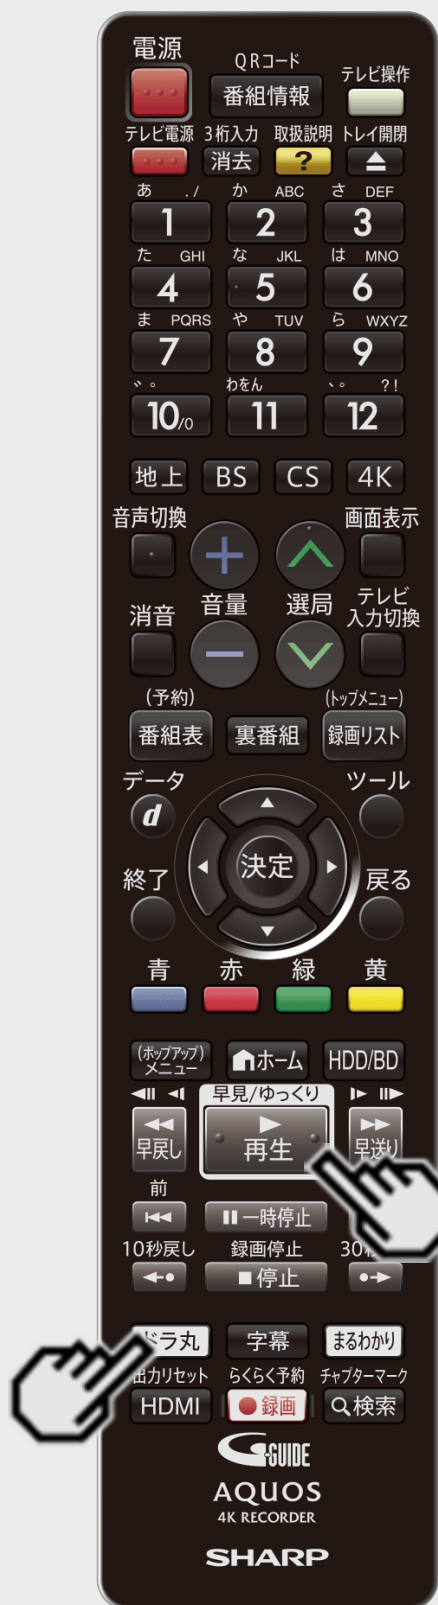 電源
QRコード
番組情報
テレビ操作
テレビ電源 3桁入力 取扱説明 トレイ開閉
消去 ?
あ ./ か ABC さ DEF
1 2 3
た GHI な JKL は MNO
4 5 6
ま PQRS や TUV ら WXYZ
7 8 9
゛゜ わをん 、。 ?!
10/0 11 12
地上 BS CS 4K
音声切換 画面表示
消音 音量 選局 テレビ
入力切換
(予約) (トップメニュー)
番組表 裏番組 録画リスト
データ ツール
d
決定
終了 戻る
青 赤 緑 黄
(ポップアップ)
メニュー ホーム HDD/BD
早見/ゆっくり
早戻し 再生 早送り
前
一時停止
10秒戻し 録画停止 30
停止
ドラ丸 字幕 まるわかり
出力リセット らくらく予約 チャプターマーク
HDMI 録画 検索
G-GUIDE
AQUOS
4K RECORDER
SHARP